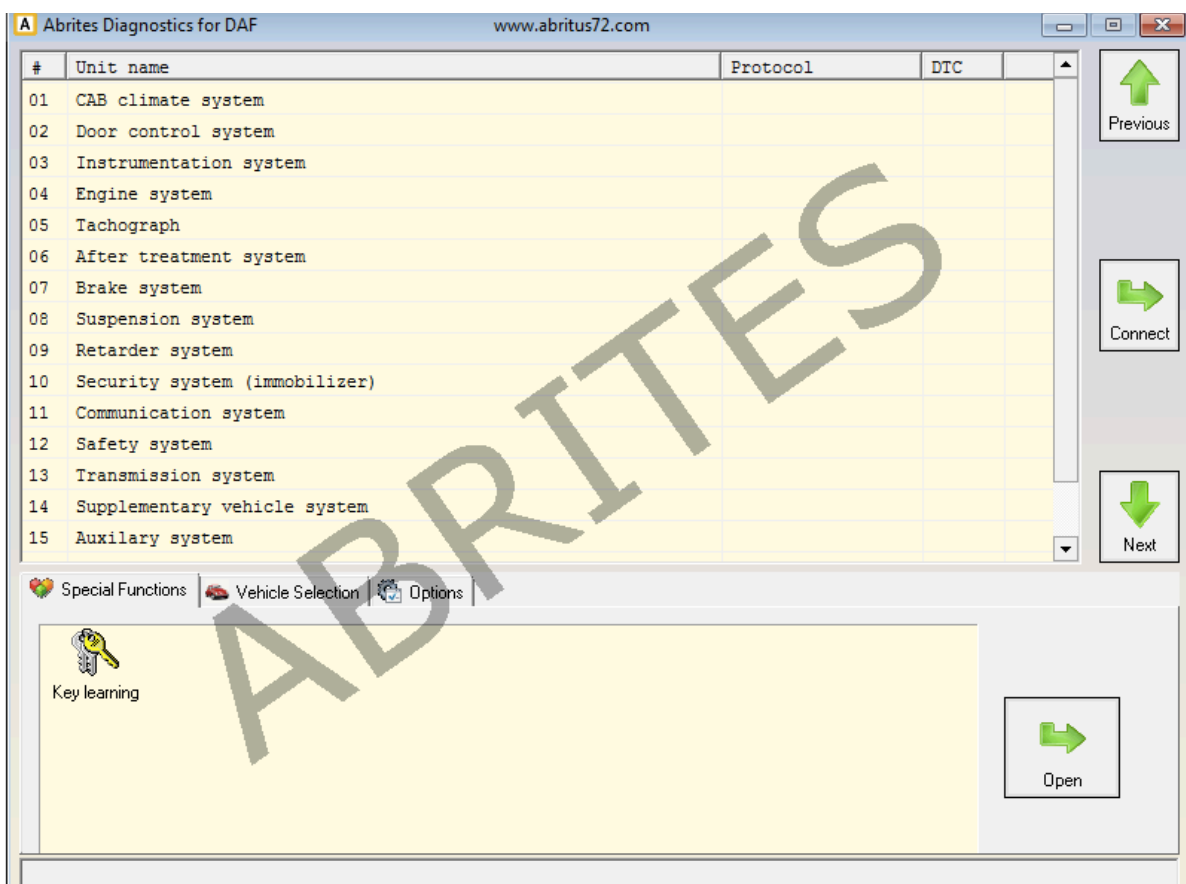 A Abrites Diagnostics for DAF www.abritus72.com
# Unit name Protocol DTC
01 CAB climate system
02 Door control system
03 Instrumentation system
04 Engine system
05 Tachograph
06 After treatment system
07 Brake system
08 Suspension system
09 Retarder system
10 Security system (immobilizer)
11 Communication system
12 Safety system
13 Transmission system
14 Supplementary vehicle system
15 Auxilary system
Previous
Connect
Next
Special Functions Vehicle Selection Options
Key learning
Open
ABRITES